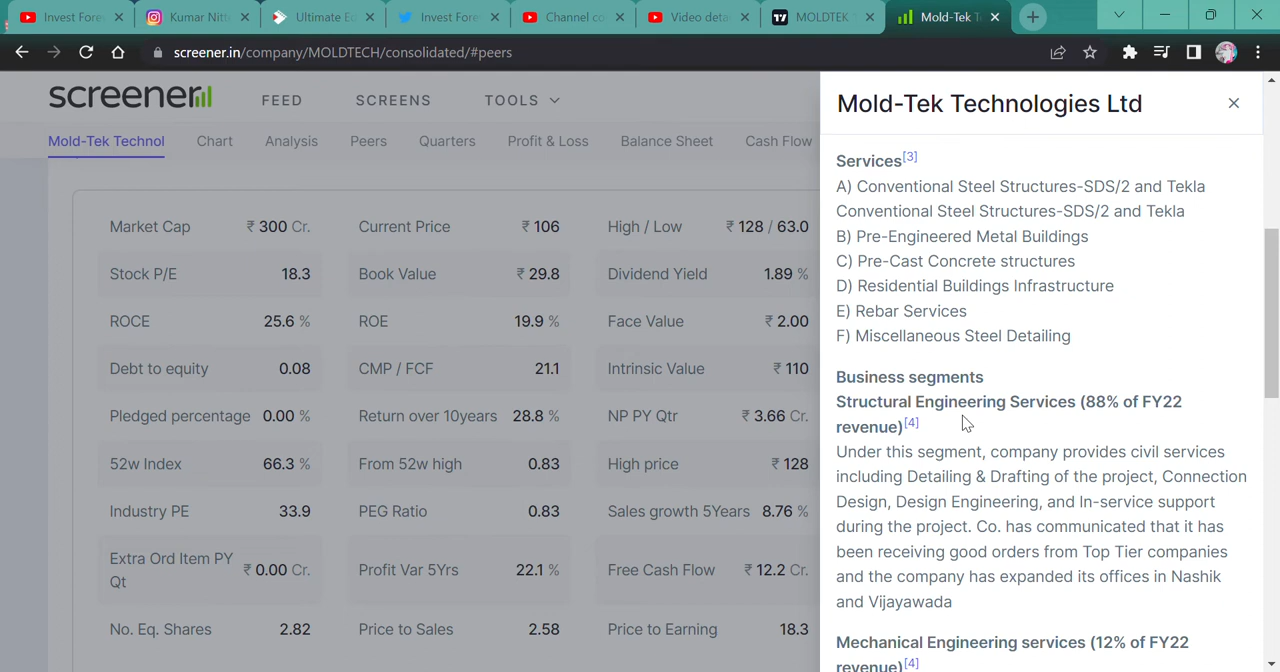 Invest Fore
Kumar Nitt
Ultimate E
Invest Fore
Channel co
Video deta
MOLDTEK
Mold-Tek T
screener.in/company/MOLDTECH/consolidated/#peers
screener
FEED
SCREENS
TOOLS
Mold-Tek Technol
Chart
Analysis
Peers
Quarters
Profit & Loss
Balance Sheet
Cash Flow
Market Cap ₹ 300 Cr.
Current Price ₹ 106
High / Low ₹ 128 / 63.0
Stock P/E 18.3
Book Value ₹ 29.8
Dividend Yield 1.89 %
ROCE 25.6 %
ROE 19.9 %
Face Value ₹ 2.00
Debt to equity 0.08
CMP / FCF 21.1
Intrinsic Value ₹ 110
Pledged percentage 0.00 %
Return over 10years 28.8 %
NP PY Qtr ₹ 3.66 Cr.
52w Index 66.3 %
From 52w high 0.83
High price ₹ 128
Industry PE 33.9
PEG Ratio 0.83
Sales growth 5Years 8.76 %
Extra Ord Item PY
Qt ₹ 0.00 Cr.
Profit Var 5Yrs 22.1 %
Free Cash Flow ₹ 12.2 Cr.
No. Eq. Shares 2.82
Price to Sales 2.58
Price to Earning 18.3
Mold-Tek Technologies Ltd
Services[3]
A) Conventional Steel Structures-SDS/2 and Tekla
Conventional Steel Structures-SDS/2 and Tekla
B) Pre-Engineered Metal Buildings
C) Pre-Cast Concrete structures
D) Residential Buildings Infrastructure
E) Rebar Services
F) Miscellaneous Steel Detailing
Business segments
Structural Engineering Services (88% of FY22
revenue)[4]
Under this segment, company provides civil services
including Detailing & Drafting of the project, Connection
Design, Design Engineering, and In-service support
during the project. Co. has communicated that it has
been receiving good orders from Top Tier companies
and the company has expanded its offices in Nashik
and Vijayawada
Mechanical Engineering services (12% of FY22
revenue)[4]